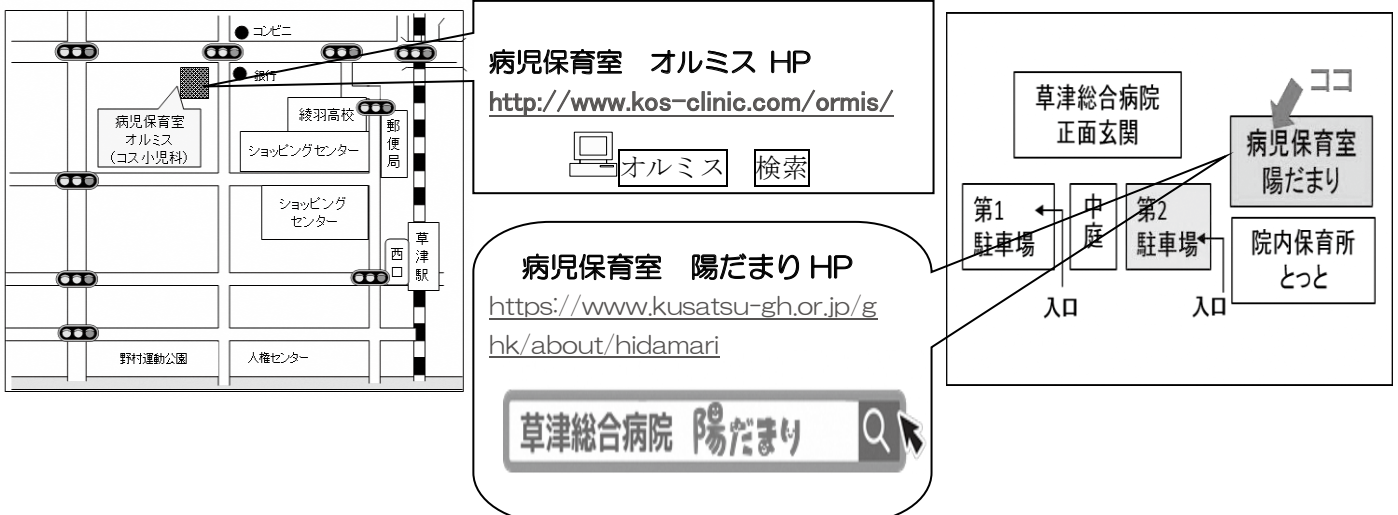 コンビニ
銀行
病児保育室
オルミス
(コス小児科)
綾羽高校
ショッピングセンター
郵便局
ショッピング
センター
西口
草津駅
野村運動公園
人権センター
病児保育室　オルミス HP
http://www.kos-clinic.com/ormis/
オルミス　検索
病児保育室　陽だまり HP
https://www.kusatsu-gh.or.jp/g
hk/about/hidamari
草津総合病院 陽だまり
ココ
草津総合病院
正面玄関
病児保育室
陽だまり
第1
駐車場
中庭
第2
駐車場
院内保育所
とっと
入口
入口